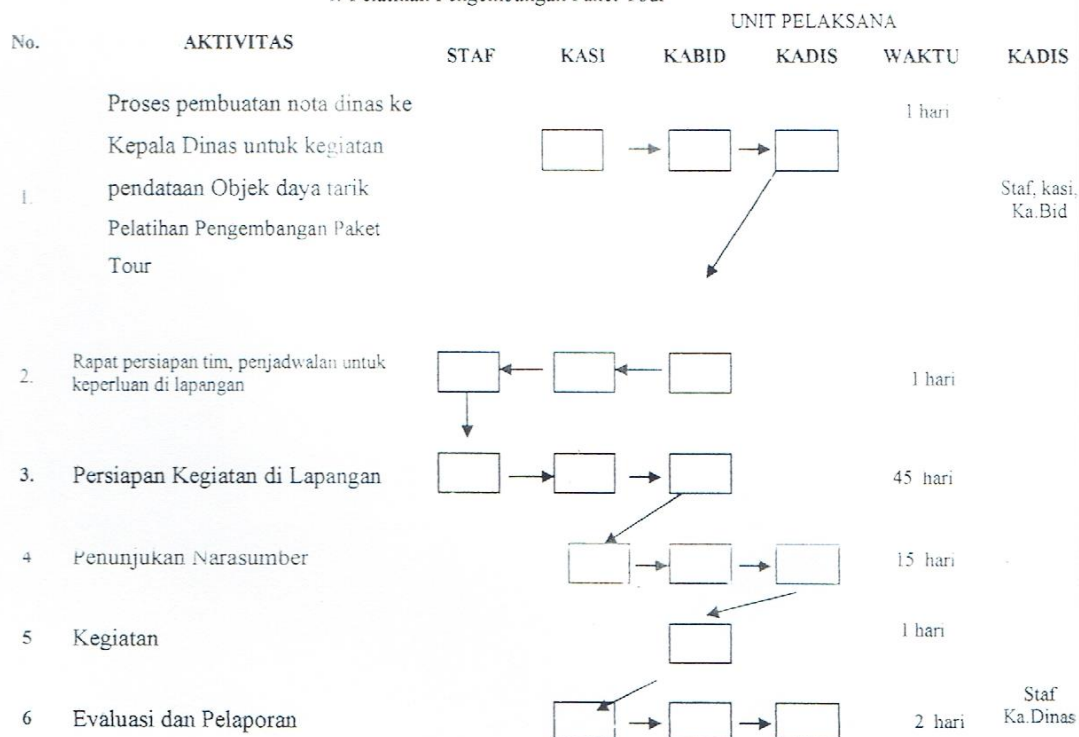 UNIT PELAKSANA
No. AKTIVITAS STAF KASI KABID KADIS WAKTU KADIS
Proses pembuatan nota dinas ke
Kepala Dinas untuk kegiatan
pendataan Objek daya tarik
Pelatihan Pengembangan Paket
Tour
1.
1 hari
Staf, kasi,
Ka.Bid
2.
Rapat persiapan tim, penjadwalan untuk
keperluan di lapangan
1 hari
3. Persiapan Kegiatan di Lapangan 45 hari
4 Penunjukan Narasumber 15 hari
5 Kegiatan 1 hari
6 Evaluasi dan Pelaporan 2 hari
Staf
Ka.Dinas